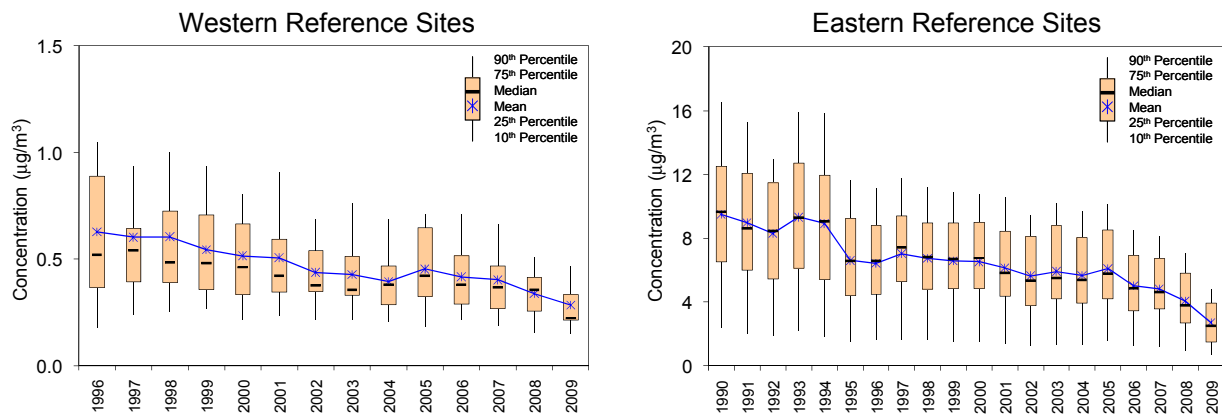 Western Reference Sites
Concentration (µg/m³)
1.5
1.0
0.5
0.0
90th Percentile
75th Percentile
Median
Mean
25th Percentile
10th Percentile
1996
1997
1998
1999
2000
2001
2002
2003
2004
2005
2006
2007
2008
2009
Eastern Reference Sites
Concentration (µg/m³)
20
16
12
8
4
0
90th Percentile
75th Percentile
Median
Mean
25th Percentile
10th Percentile
1990
1991
1992
1993
1994
1995
1996
1997
1998
1999
2000
2001
2002
2003
2004
2005
2006
2007
2008
2009